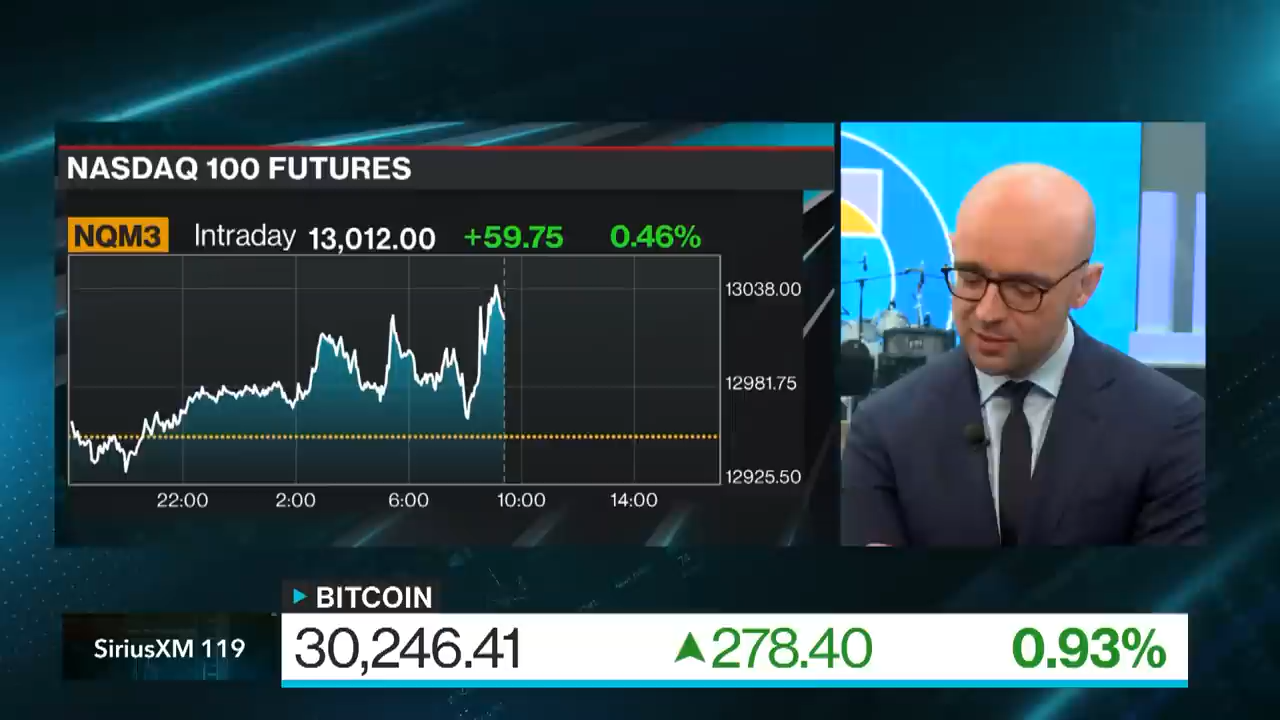 NASDAQ 100 FUTURES
NQM3 Intraday 13,012.00 +59.75 0.46%
13038.00
12981.75
12925.50
22:00 2:00 6:00 10:00 14:00
BITCOIN
SiriusXM 119 30,246.41 278.40 0.93%